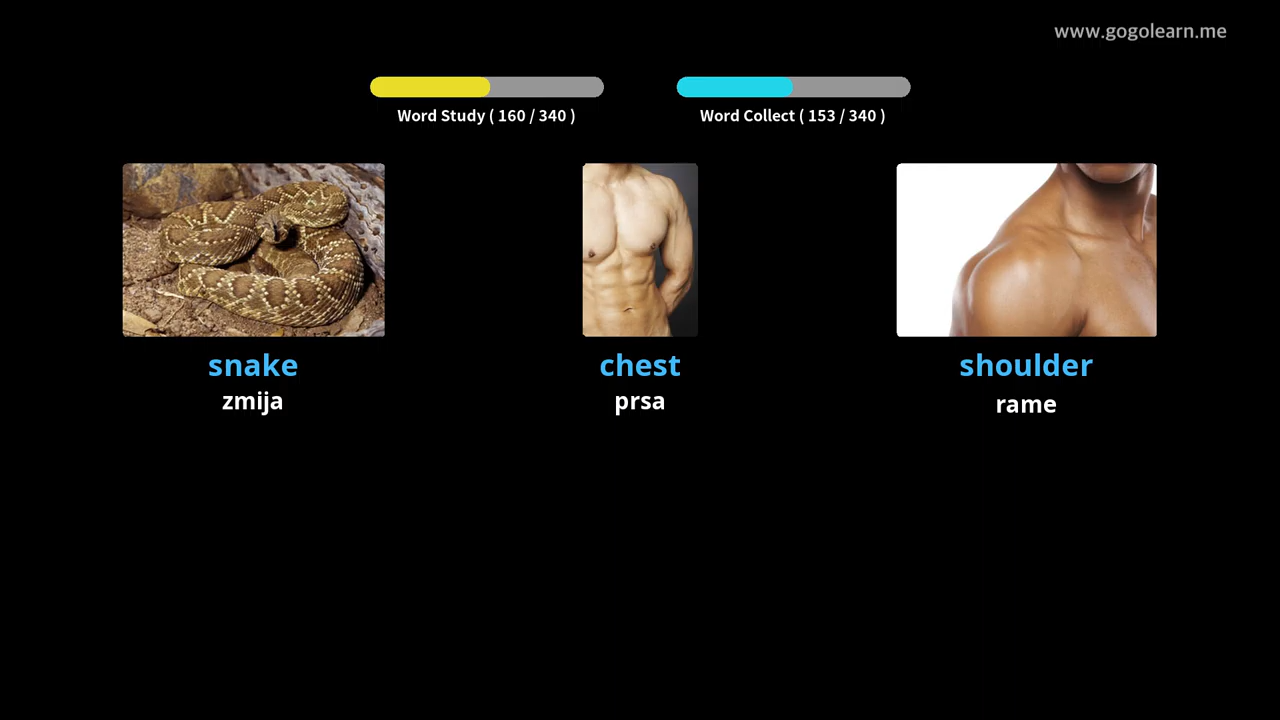 www.gogolearn.me
Word Study ( 160 / 340 )
Word Collect ( 153 / 340 )
snake
zmija
chest
prsa
shoulder
rame